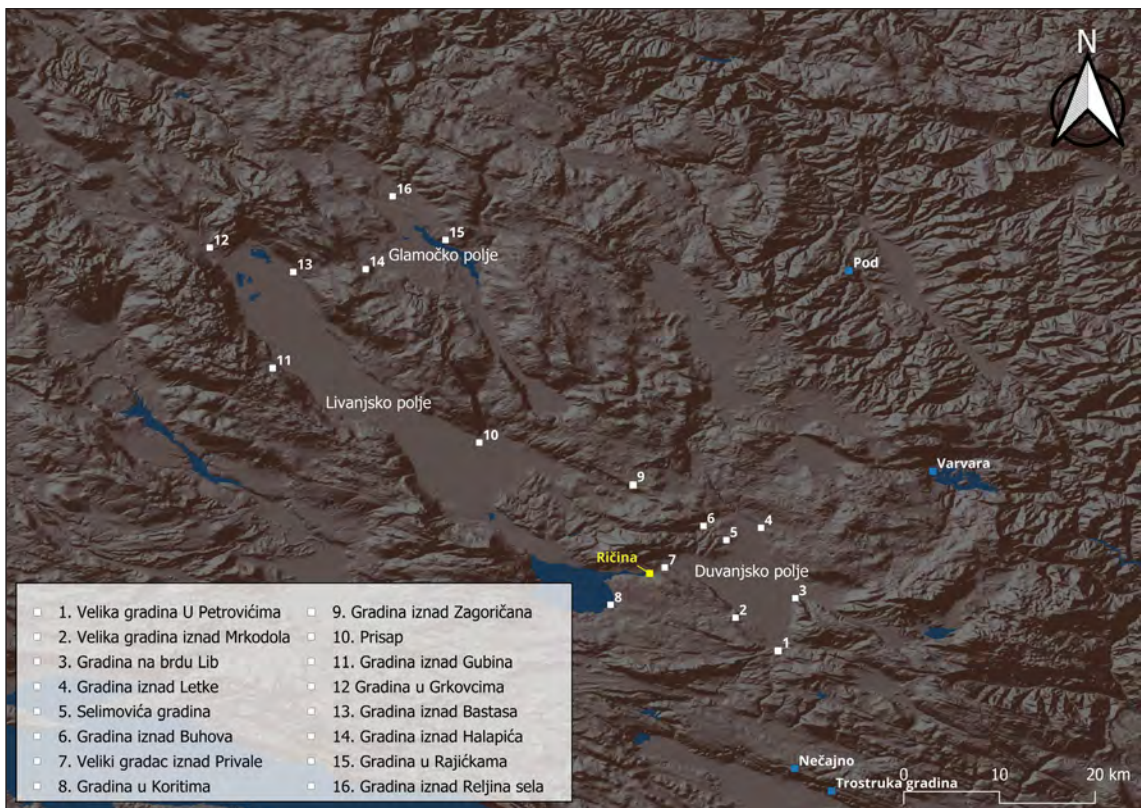 N
16
15
12
Glamočko polje
14
13
Pod
11
Livanjsko polje
10
Varvara
9
6
4
5
Ričina
7
Duvanjsko polje
8
3
2
1
1. Velika gradina U Petrovićima
2. Velika gradina iznad Mrkodola
3. Gradina na brdu Lib
4. Gradina iznad Letke
5. Selimovića gradina
6. Gradina iznad Buhova
7. Veliki gradac iznad Privale
8. Gradina u Koritima
9. Gradina iznad Zagoričana
10. Prisap
11. Gradina iznad Gubina
12 Gradina u Grkovcima
13. Gradina iznad Bastasa
14. Gradina iznad Halapića
15. Gradina u Rajićkama
16. Gradina iznad Reljina sela
Nečajno
Trostruka gradina
0 10 20 km